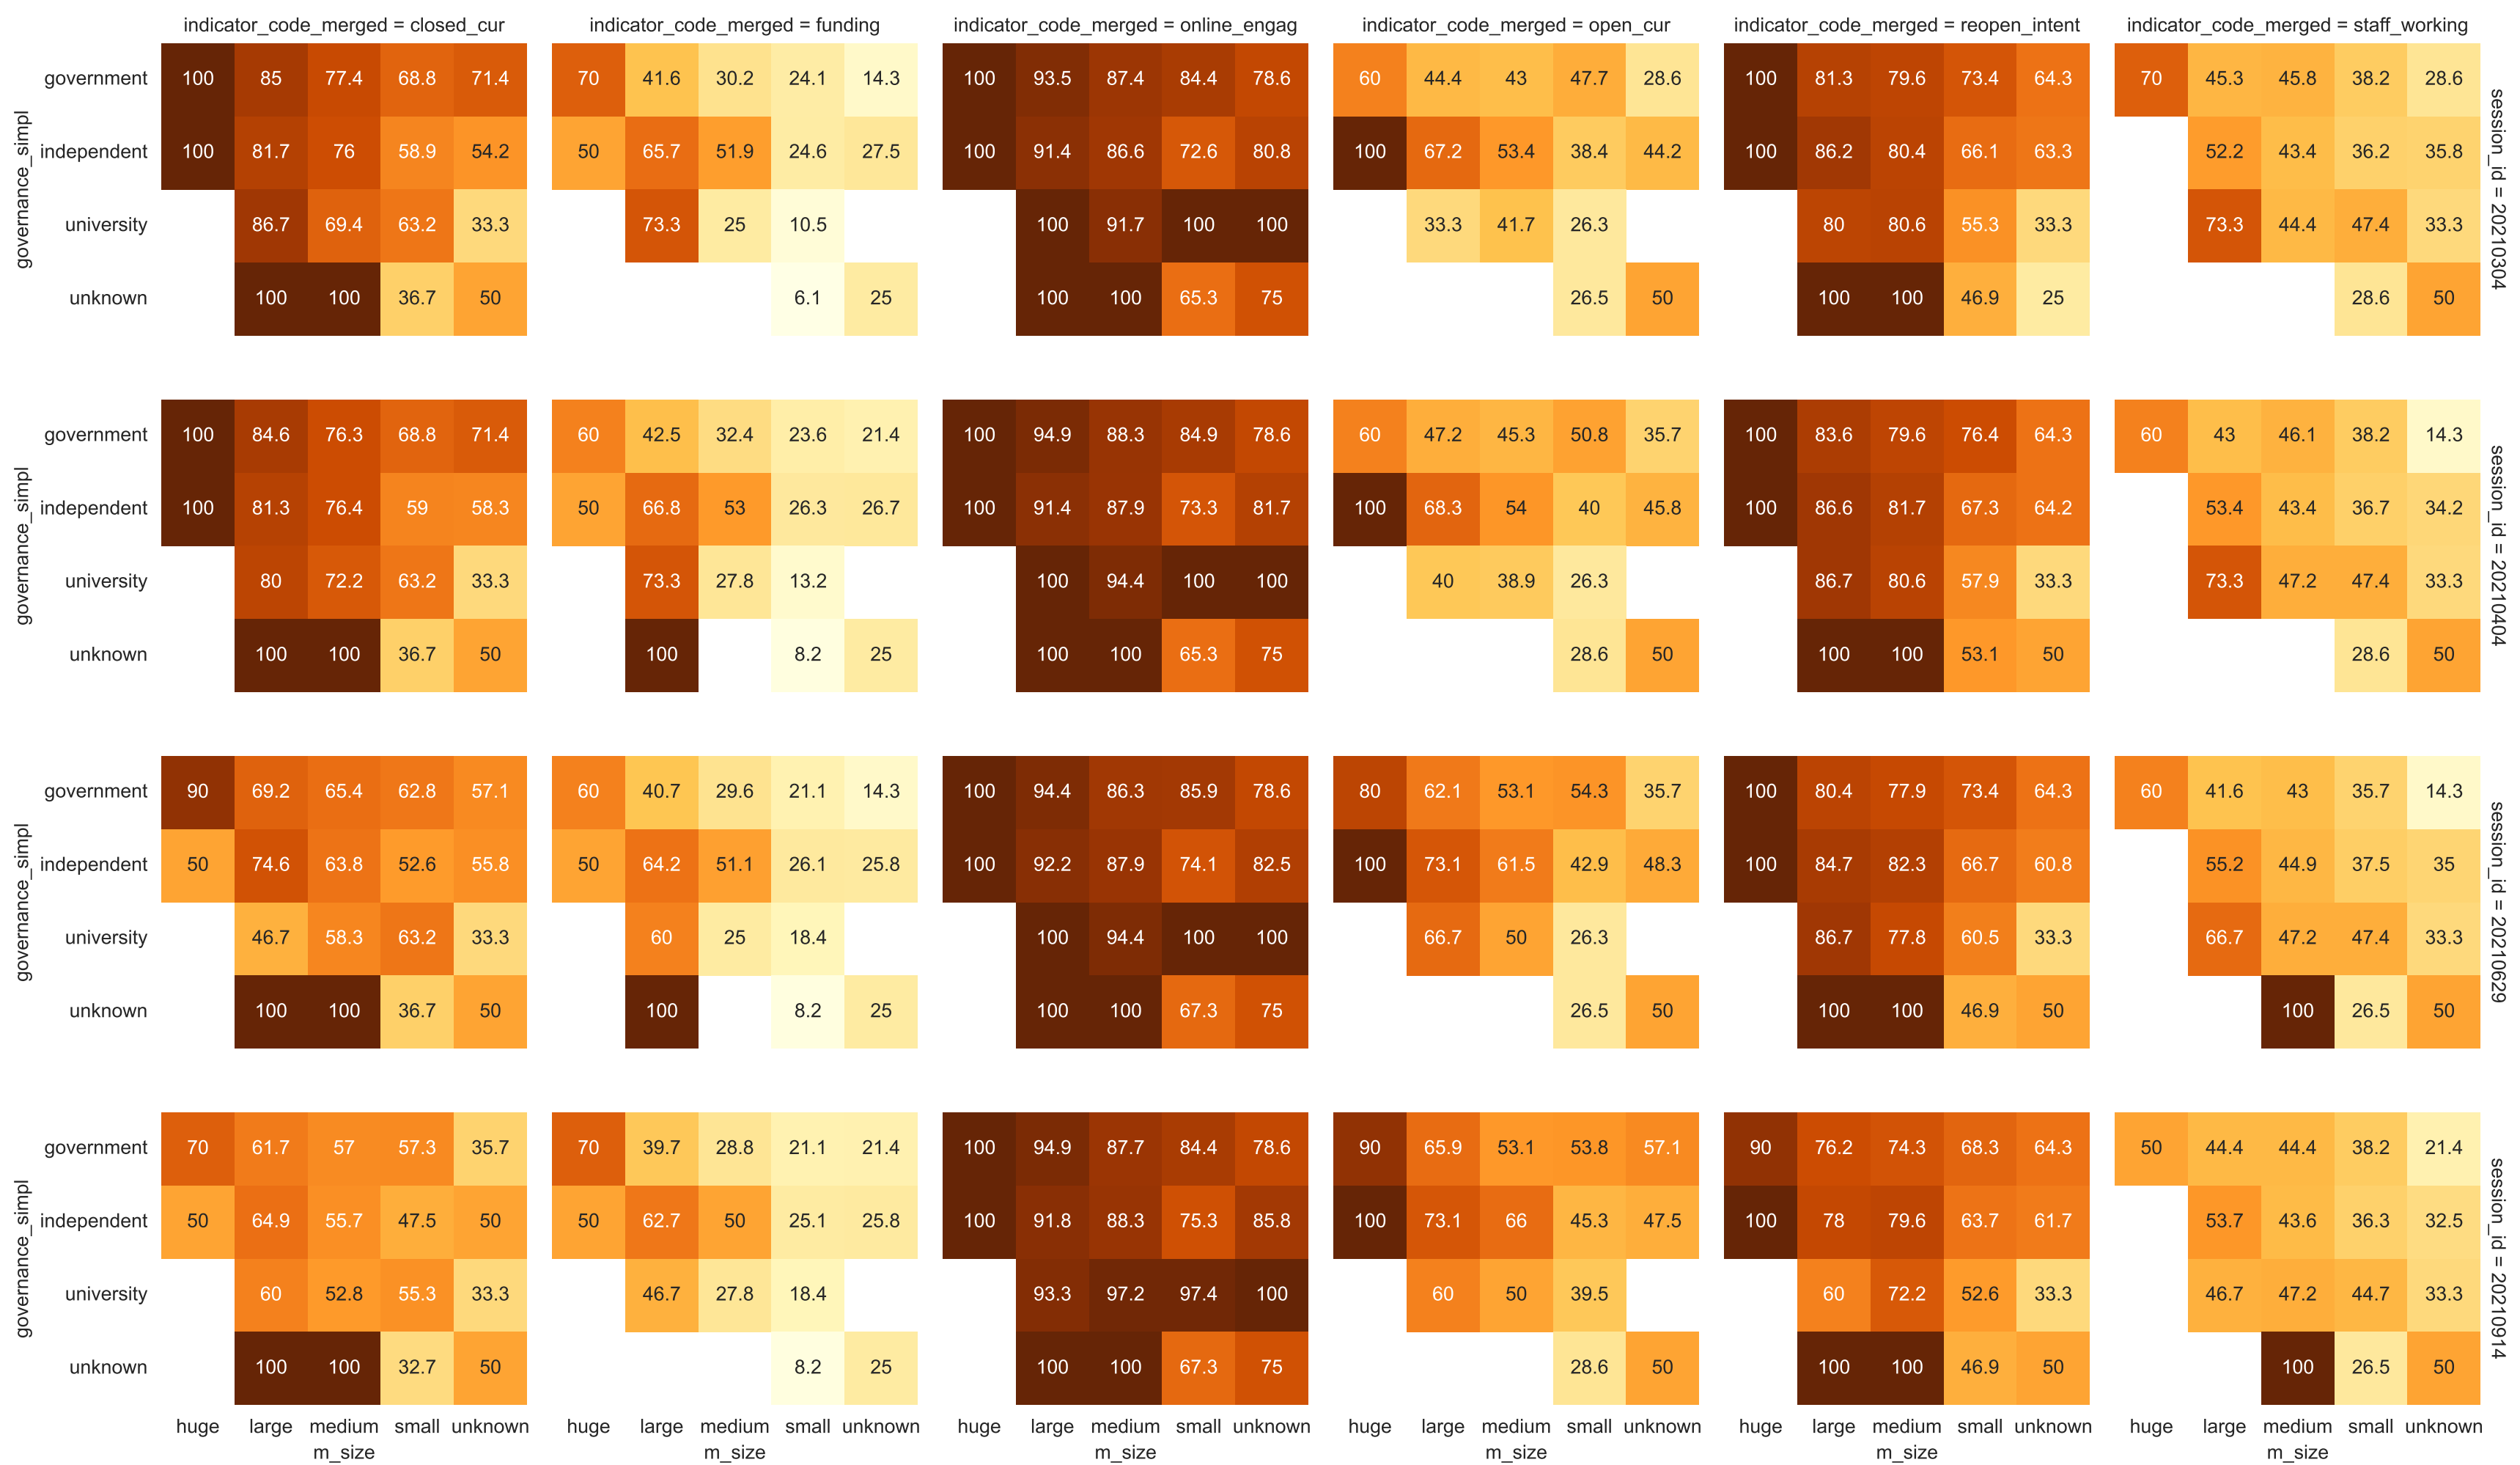 indicator_code_merged = closed_cur indicator_code_merged = funding indicator_code_merged = online_engag indicator_code_merged = open_cur indicator_code_merged = reopen_intent indicator_code_merged = staff_working
governance_simpl
session_id = 20210304
government 100 85 77.4 68.8 71.4 70 41.6 30.2 24.1 14.3 100 93.5 87.4 84.4 78.6 60 44.4 43 47.7 28.6 100 81.3 79.6 73.4 64.3 70 45.3 45.8 38.2 28.6
independent 100 81.7 76 58.9 54.2 50 65.7 51.9 24.6 27.5 100 91.4 86.6 72.6 80.8 100 67.2 53.4 38.4 44.2 100 86.2 80.4 66.1 63.3 52.2 43.4 36.2 35.8
university 86.7 69.4 63.2 33.3 73.3 25 10.5 100 91.7 100 100 33.3 41.7 26.3 80 80.6 55.3 33.3 73.3 44.4 47.4 33.3
unknown 100 100 36.7 50 6.1 25 100 100 65.3 75 26.5 50 100 100 46.9 25 28.6 50
governance_simpl
session_id = 20210404
government 100 84.6 76.3 68.8 71.4 60 42.5 32.4 23.6 21.4 100 94.9 88.3 84.9 78.6 60 47.2 45.3 50.8 35.7 100 83.6 79.6 76.4 64.3 60 43 46.1 38.2 14.3
independent 100 81.3 76.4 59 58.3 50 66.8 53 26.3 26.7 100 91.4 87.9 73.3 81.7 100 68.3 54 40 45.8 100 86.6 81.7 67.3 64.2 53.4 43.4 36.7 34.2
university 80 72.2 63.2 33.3 73.3 27.8 13.2 100 94.4 100 100 40 38.9 26.3 86.7 80.6 57.9 33.3 73.3 47.2 47.4 33.3
unknown 100 100 36.7 50 100 8.2 25 100 100 65.3 75 28.6 50 100 100 53.1 50 28.6 50
governance_simpl
session_id = 20210629
government 90 69.2 65.4 62.8 57.1 60 40.7 29.6 21.1 14.3 100 94.4 86.3 85.9 78.6 80 62.1 53.1 54.3 35.7 100 80.4 77.9 73.4 64.3 60 41.6 43 35.7 14.3
independent 50 74.6 63.8 52.6 55.8 50 64.2 51.1 26.1 25.8 100 92.2 87.9 74.1 82.5 100 73.1 61.5 42.9 48.3 100 84.7 82.3 66.7 60.8 55.2 44.9 37.5 35
university 46.7 58.3 63.2 33.3 60 25 18.4 100 94.4 100 100 66.7 50 26.3 86.7 77.8 60.5 33.3 66.7 47.2 47.4 33.3
unknown 100 100 36.7 50 100 8.2 25 100 100 67.3 75 26.5 50 100 100 46.9 50 100 26.5 50
governance_simpl
session_id = 20210914
government 70 61.7 57 57.3 35.7 70 39.7 28.8 21.1 21.4 100 94.9 87.7 84.4 78.6 90 65.9 53.1 53.8 57.1 90 76.2 74.3 68.3 64.3 50 44.4 44.4 38.2 21.4
independent 50 64.9 55.7 47.5 50 50 62.7 50 25.1 25.8 100 91.8 88.3 75.3 85.8 100 73.1 66 45.3 47.5 100 78 79.6 63.7 61.7 53.7 43.6 36.3 32.5
university 60 52.8 55.3 33.3 46.7 27.8 18.4 93.3 97.2 97.4 100 60 50 39.5 60 72.2 52.6 33.3 46.7 47.2 44.7 33.3
unknown 100 100 32.7 50 8.2 25 100 100 67.3 75 28.6 50 100 100 46.9 50 100 26.5 50
huge large medium small unknown huge large medium small unknown huge large medium small unknown huge large medium small unknown huge large medium small unknown huge large medium small unknown
m_size m_size m_size m_size m_size m_size